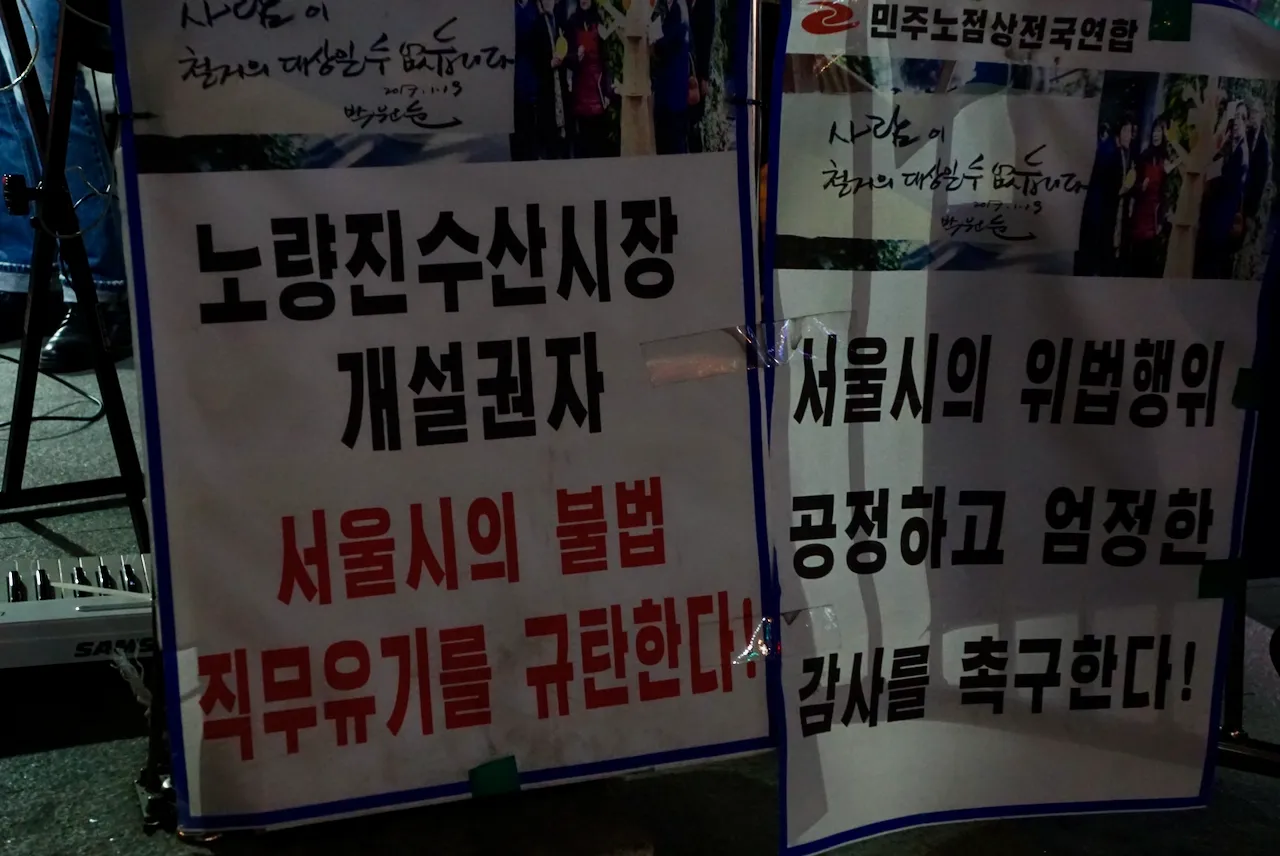 사람이
철거의 대상일 수 없습니다
2017.1.13
박원순
노량진수산시장
개설권자
서울시의 불법
직무유기를 규탄한다!
SAMS
민주노점상전국연합
사람이
철거의 대상일 수 없습니다
2017.1.13
박원순
서울시의 위법행위
공정하고 엄정한
감사를 촉구한다!